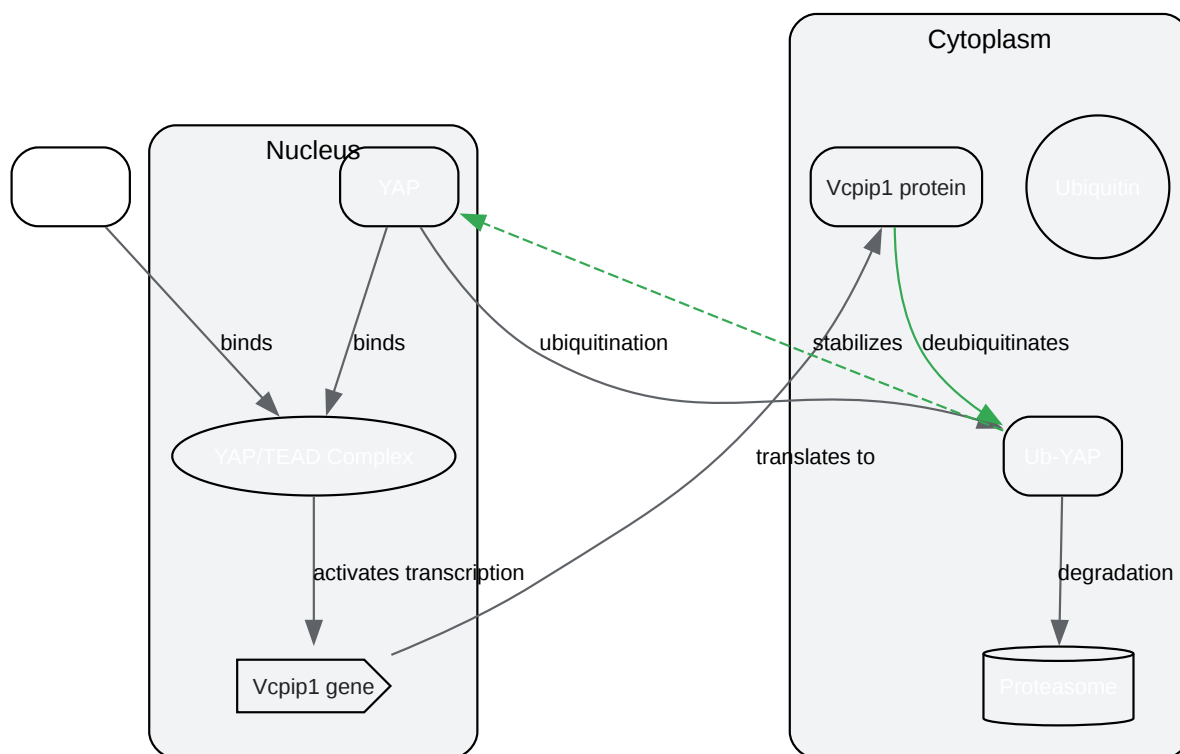 Cytoplasm
Nucleus
YAP
Vcpip1 protein
Ubiquitin
binds
binds
ubiquitination
stabilizes
deubiquitinates
YAP/TEAD Complex
translates to
Ub-YAP
activates transcription
degradation
Vcpip1 gene
Proteasome